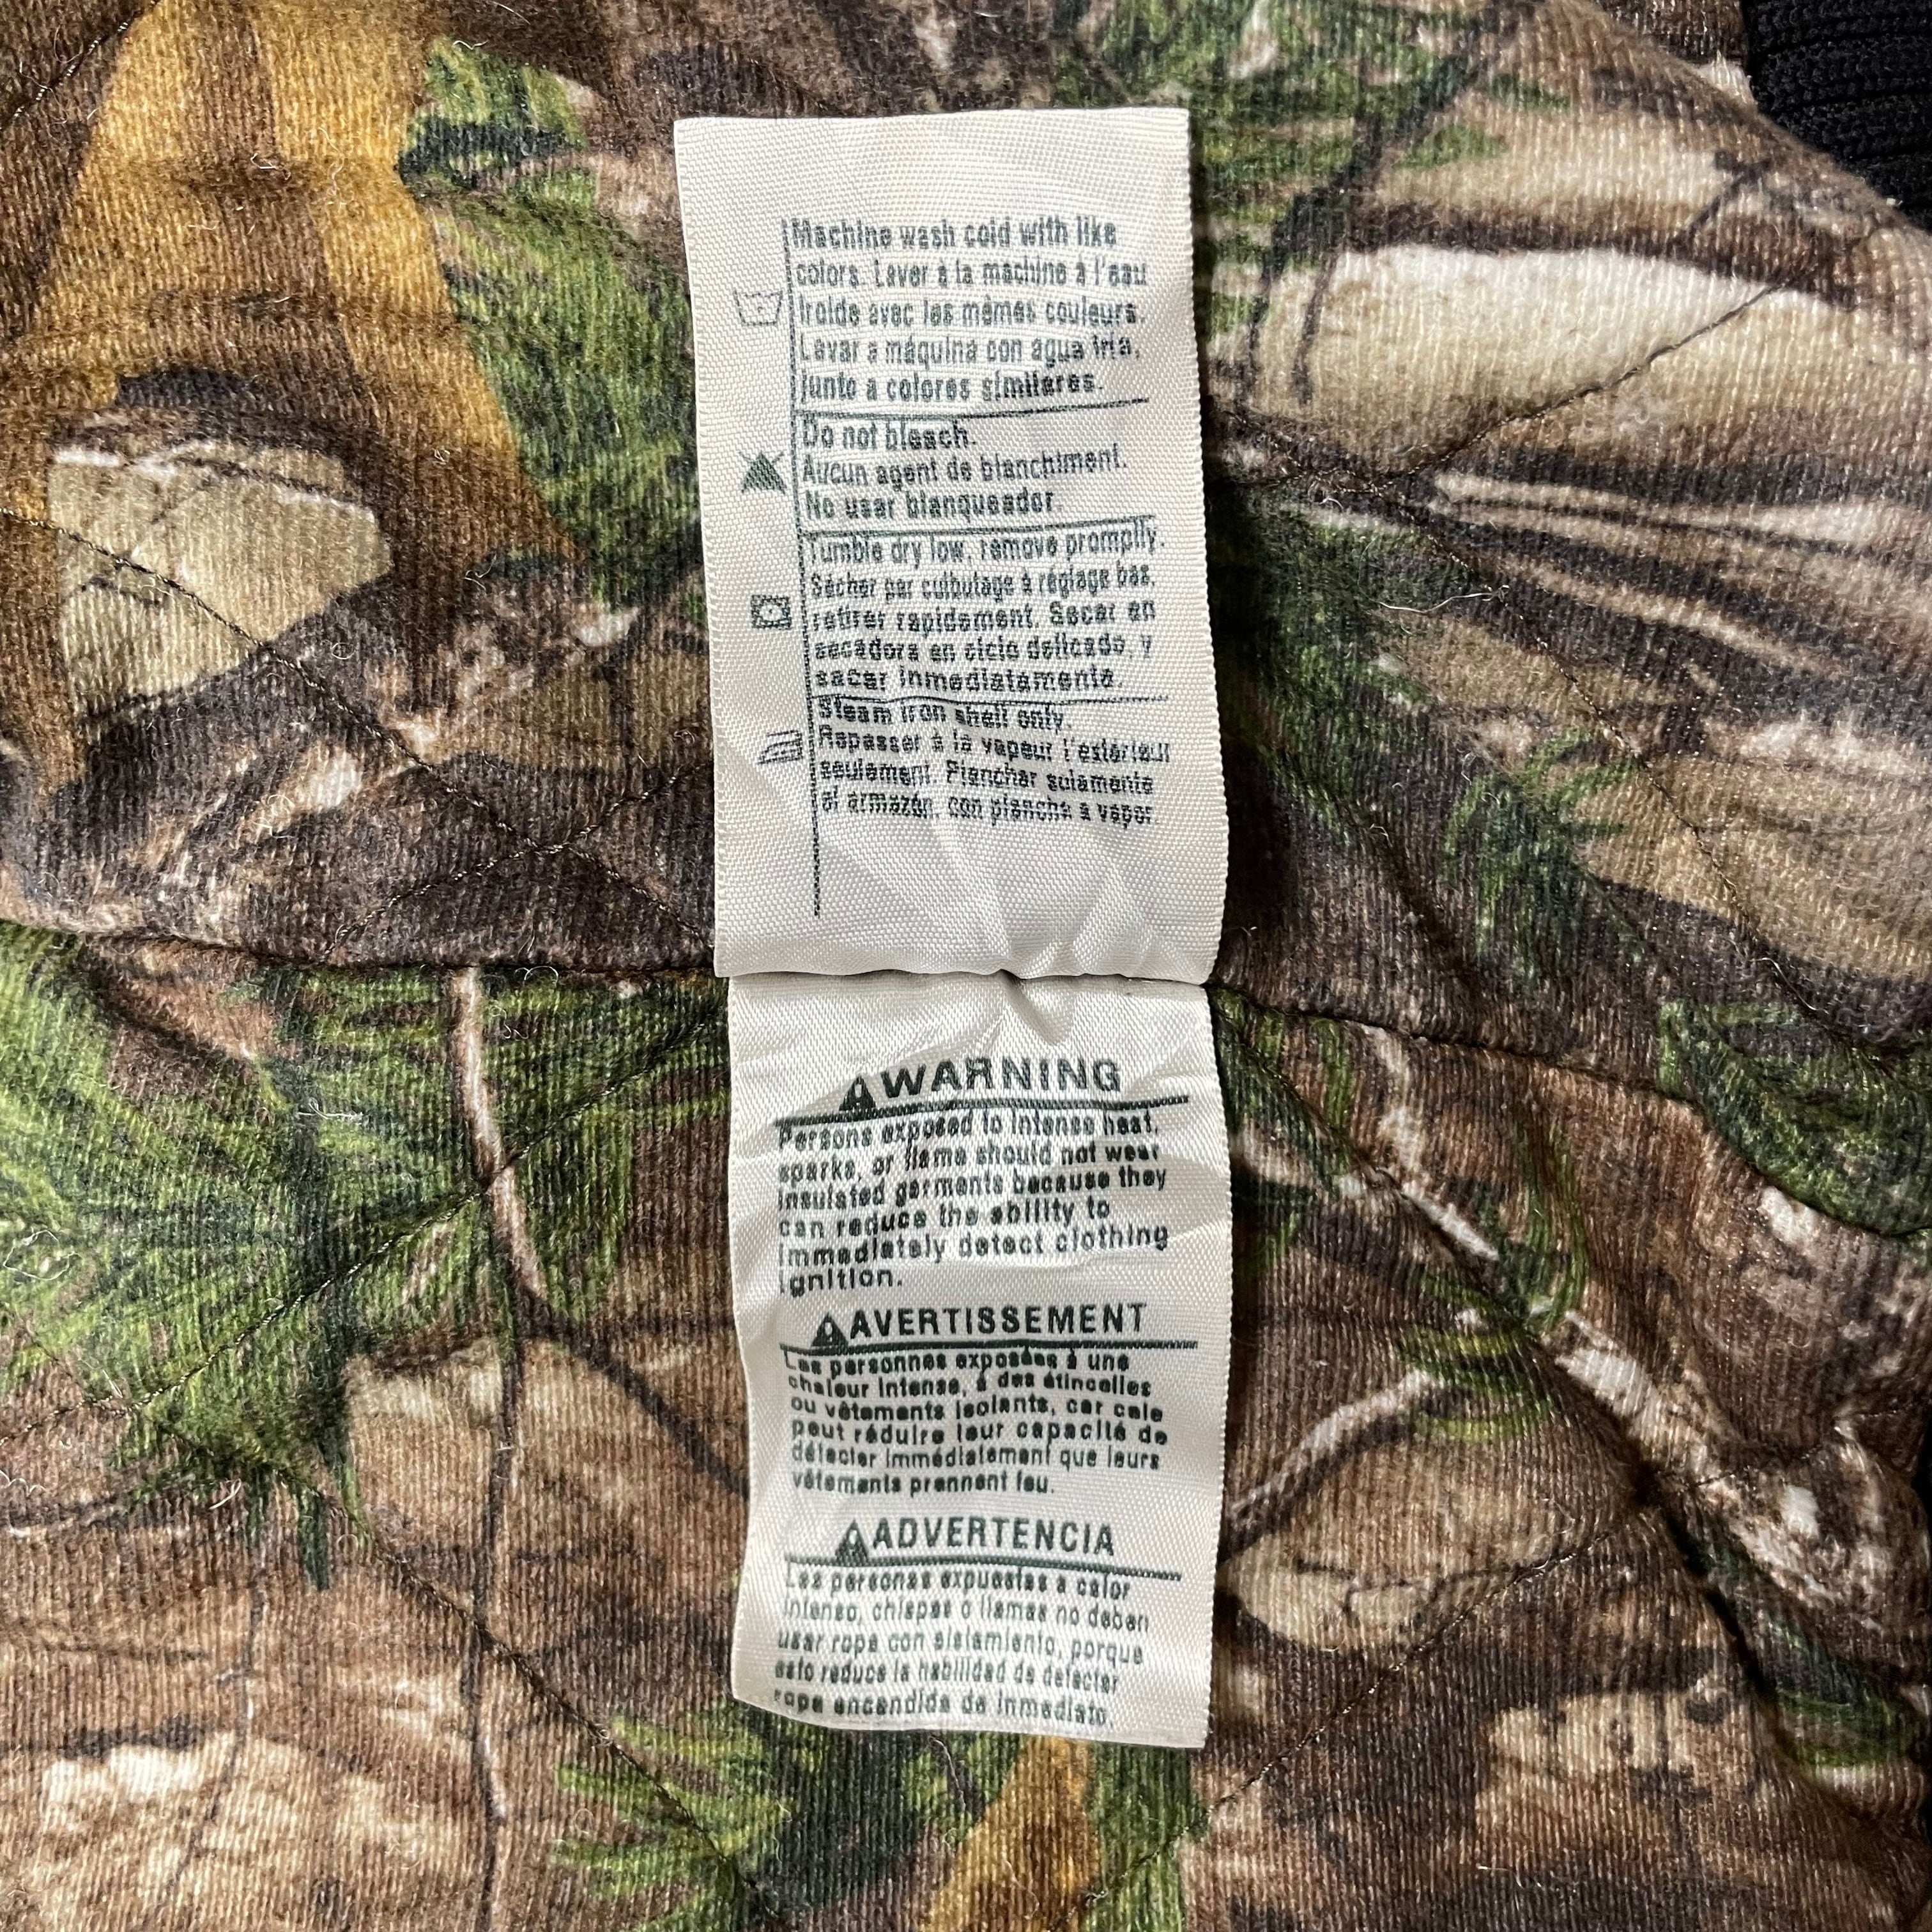 Machine wash cold with like
colors. Laver à la machine à l'eau
froide avec les mêmes couleurs.
Lavar a máquina con agua fría,
junto a colores similares.
Do not bleach.
Aucun agent de blanchiment.
No usar blanqueador.
Tumble dry low, remove promptly.
Sécher par culbutage à réglage bas,
retirer rapidement. Secar en
secadora en ciclo delicado y
sacar inmediatamente.
Steam iron shell only.
Repasser à la vapeur l'extérieur
seulement. Planchar solamente
el armazón, con plancha a vapor
WARNING
Persons exposed to intense heat,
sparks, or flame should not wear
insulated garments because they
can reduce the ability to
immediately detect clothing
ignition.
AVERTISSEMENT
Les personnes exposées à une
chaleur intense, à des étincelles
ou vêtements isolants, car cele
peut réduire leur capacité de
détecter immédiatement que leurs
vêtements prennent feu.
ADVERTENCIA
Las personas expuestas a calor
intenso, chispas o llamas no deben
usar ropa con aislamiento, porque
esto reduce la habilidad de detectar
ropa encendida de inmediato.